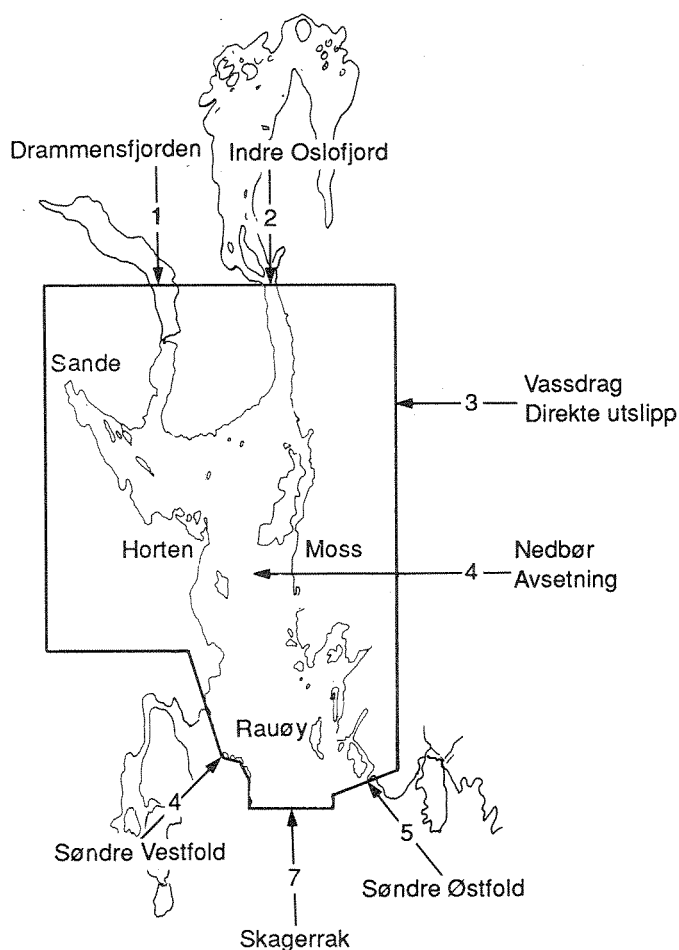 Drammensfjorden
Indre Oslofjord
1
2
Sande
3
Vassdrag
Direkte utslipp
Horten
Moss
4
Nedbør
Avsetning
Rauøy
4
Søndre Vestfold
5
Søndre Østfold
7
Skagerrak